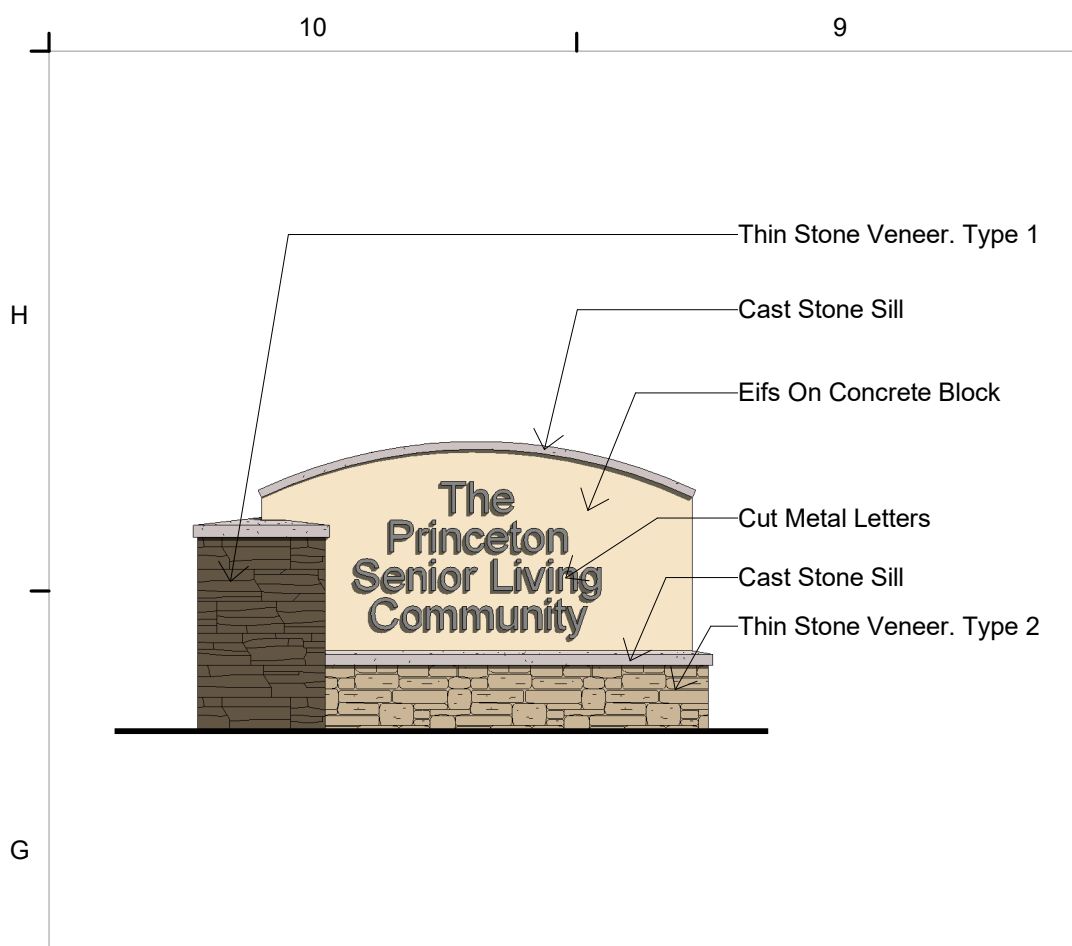 10
9
H
Thin Stone Veneer. Type 1
Cast Stone Sill
Eifs On Concrete Block
The
Princeton
Senior Living
Community
Cut Metal Letters
Cast Stone Sill
Thin Stone Veneer. Type 2
G